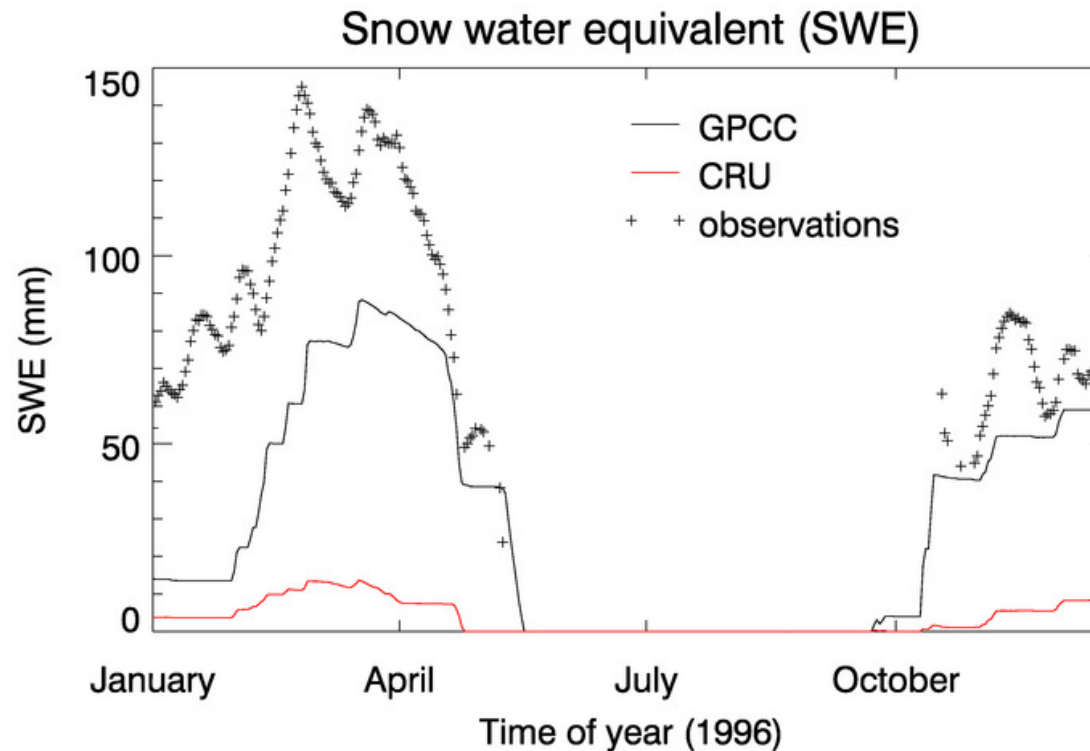 Snow water equivalent (SWE)
150
100
50
0
SWE (mm)
GPCC
CRU
observations
January
April
July
October
Time of year (1996)